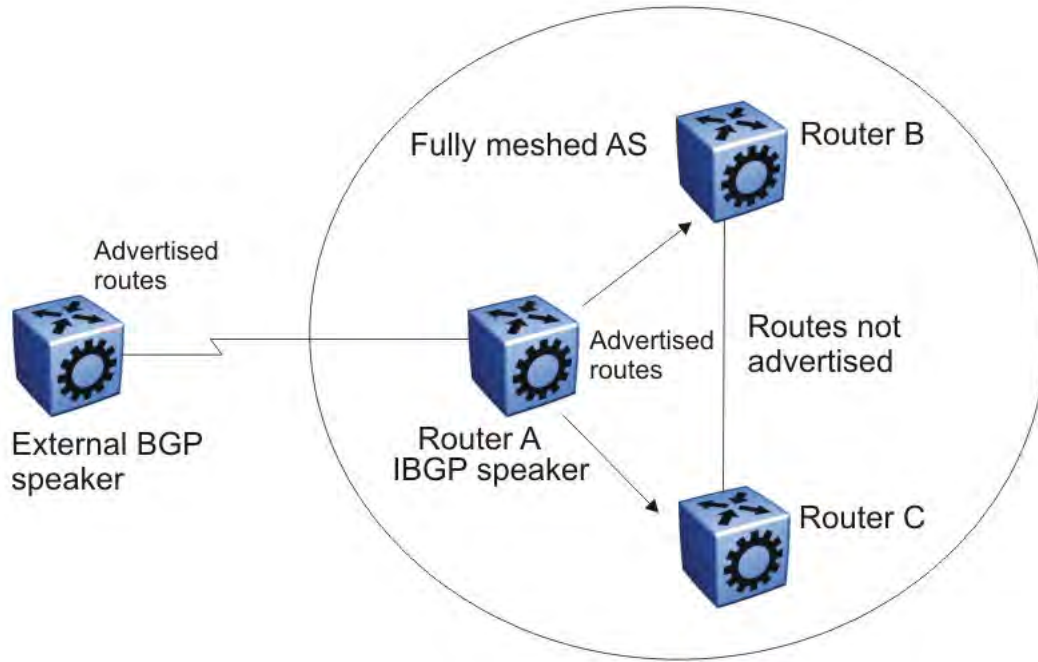 Fully meshed AS
Router B
Advertised
routes
External BGP
speaker
Advertised
routes
Router A
IBGP speaker
Routes not
advertised
Router C